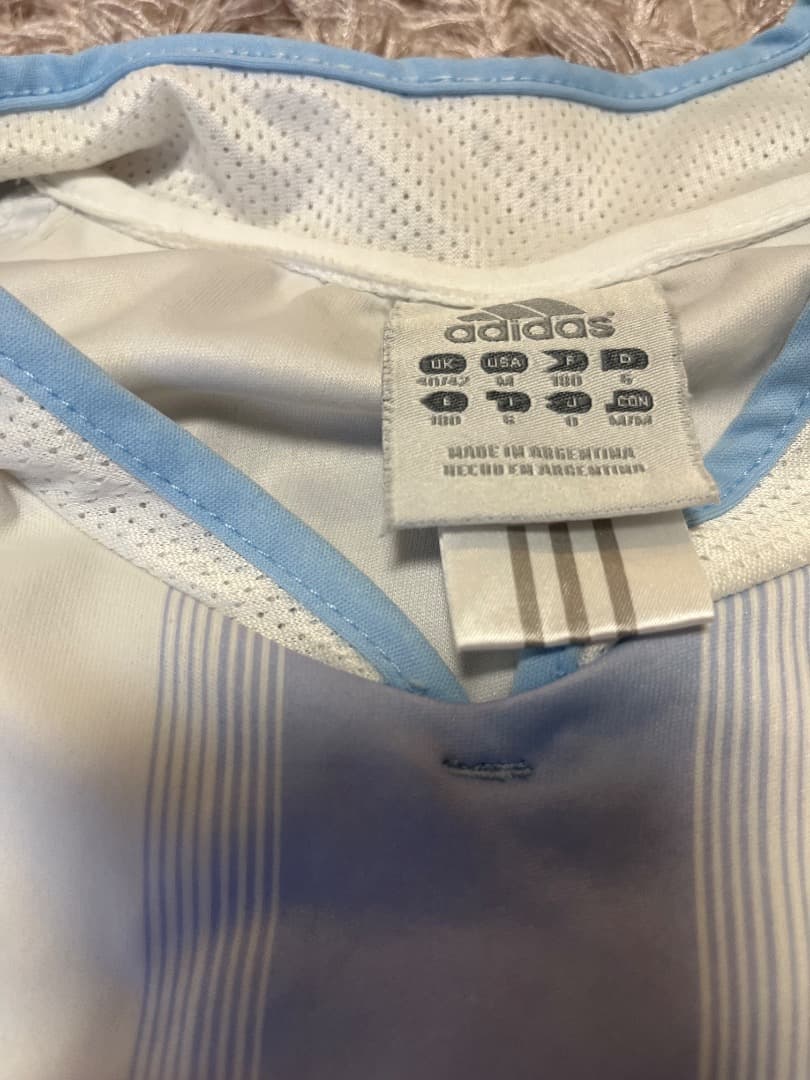 adidas
UK USA F D
40/42 M 180 5
E I J CON
180 5 O M/M
MADE IN ARGENTINA
HECHO EN ARGENTINA